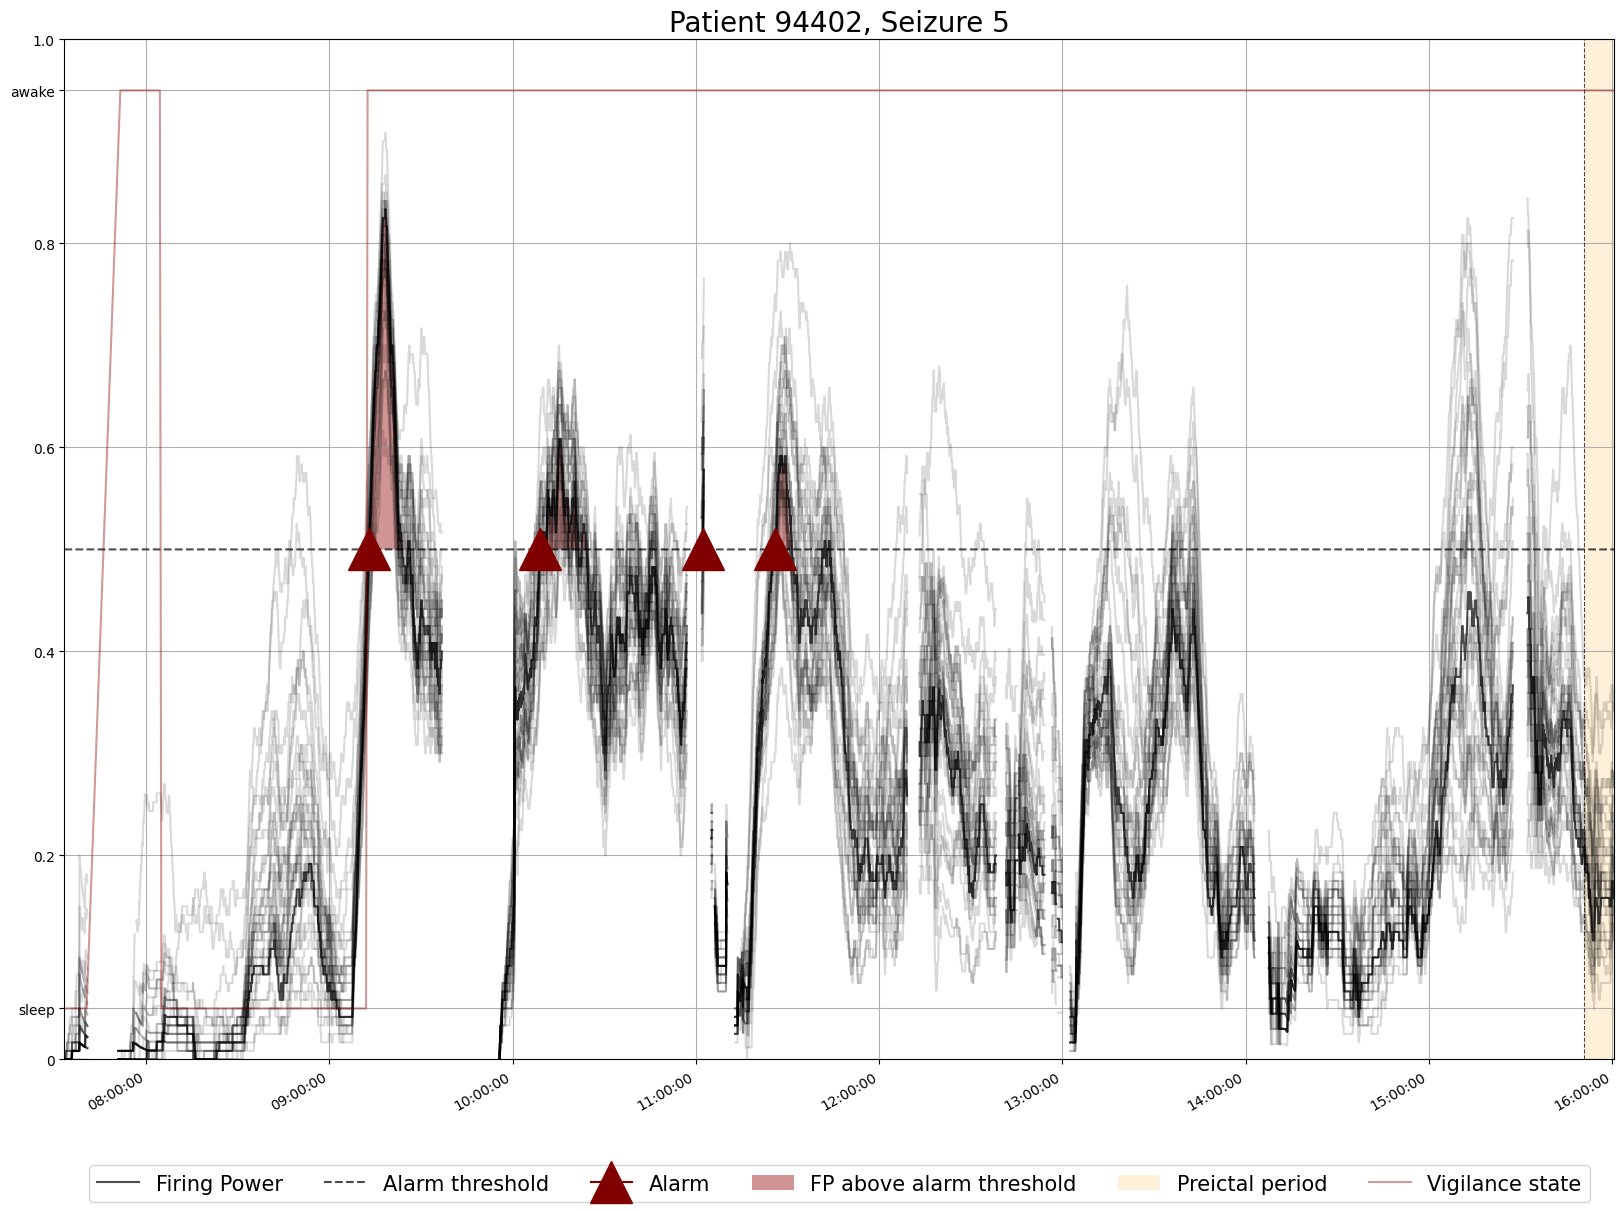 Patient 94402, Seizure 5
1.0
awake
0.8
0.6
0.4
0.2
sleep
0
08:00:00
09:00:00
10:00:00
11:00:00
12:00:00
13:00:00
14:00:00
15:00:00
16:00:00
Firing Power
Alarm threshold
Alarm
FP above alarm threshold
Preictal period
Vigilance state